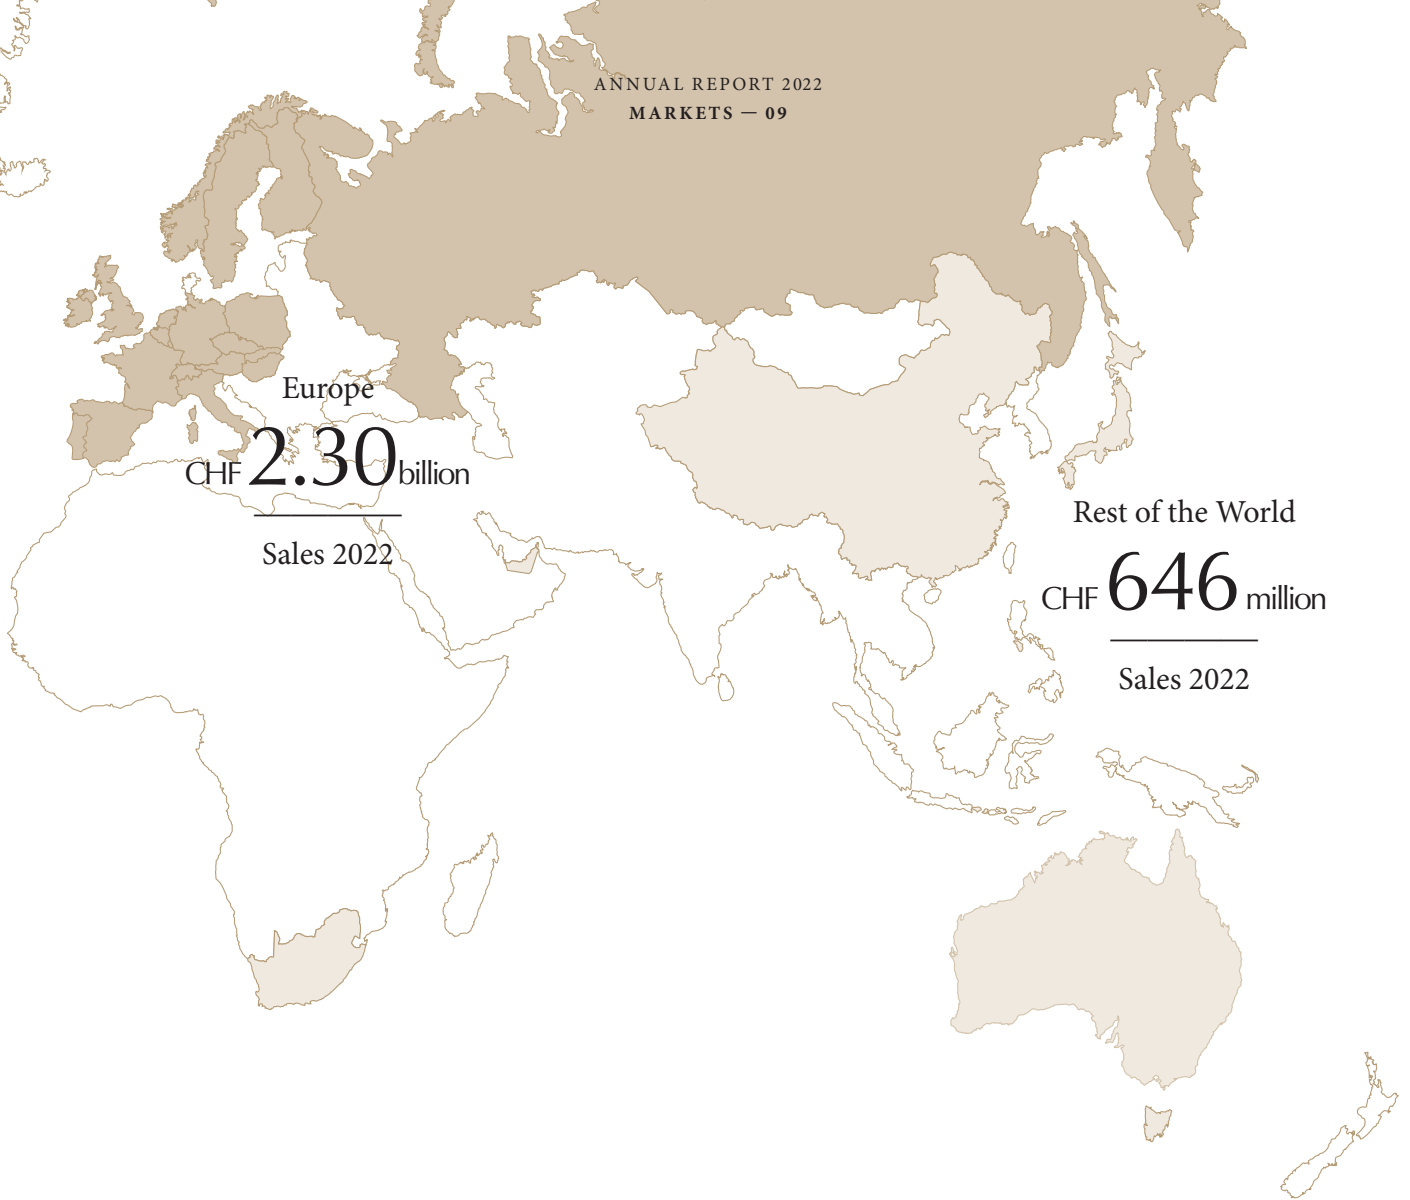 ANNUAL REPORT 2022
MARKETS — 09
Europe
CHF 2.30 billion
Sales 2022
Rest of the World
CHF 646 million
Sales 2022